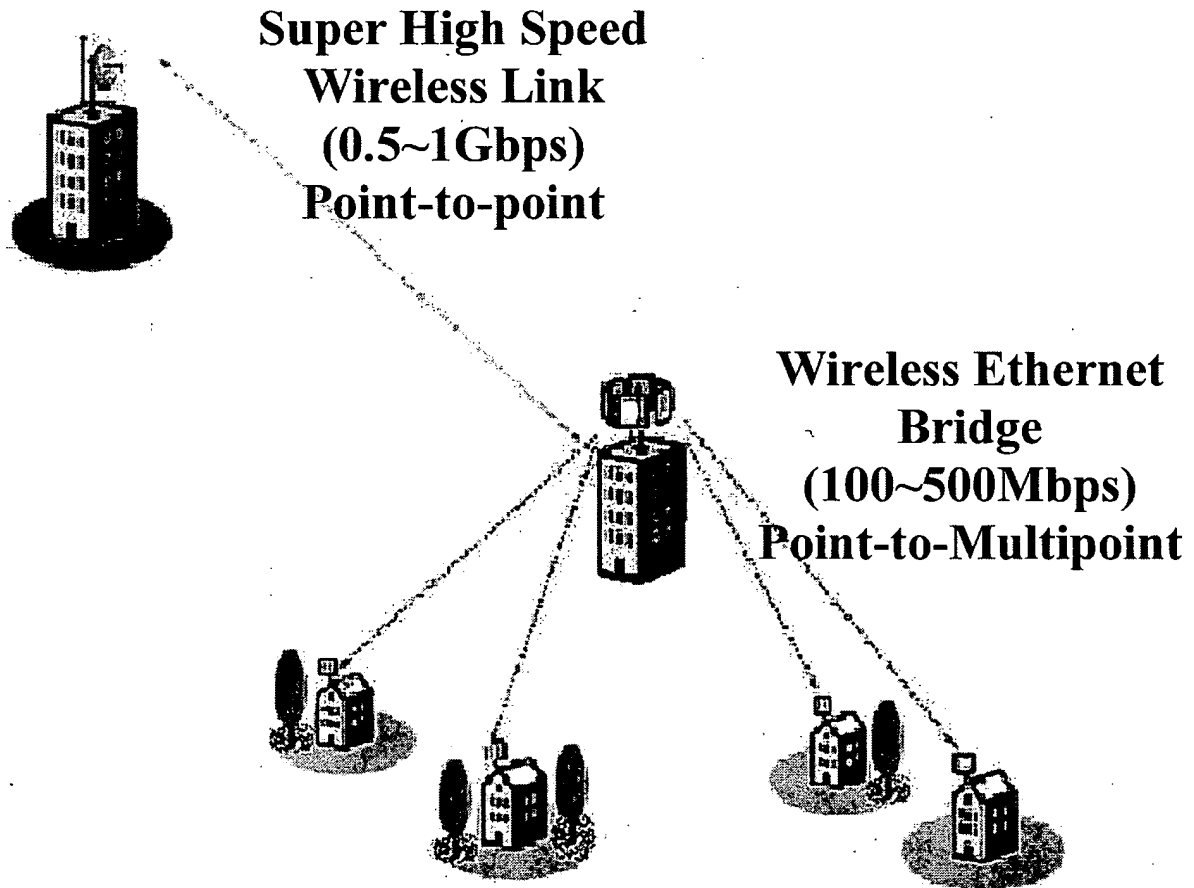 Super High Speed
Wireless Link
(0.5~1Gbps)
Point-to-point
Wireless Ethernet
Bridge
(100~500Mbps)
Point-to-Multipoint